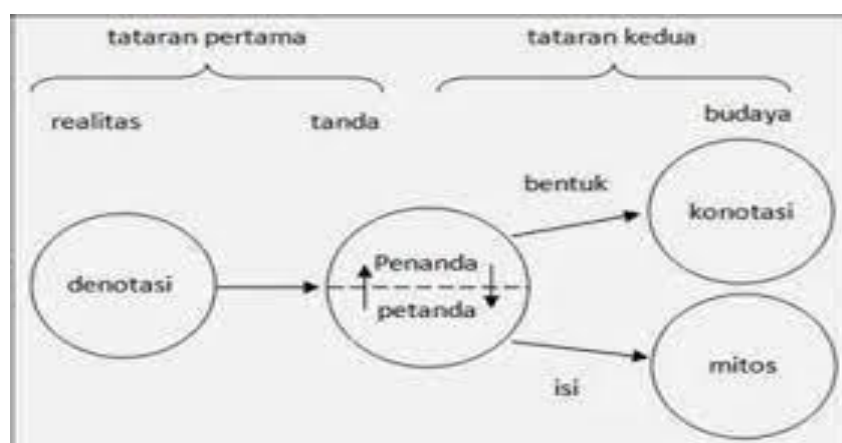 tataran pertama
tataran kedua
realitas
tanda
budaya
bentuk
konotasi
denotasi
Penanda
petanda
mitos
isi